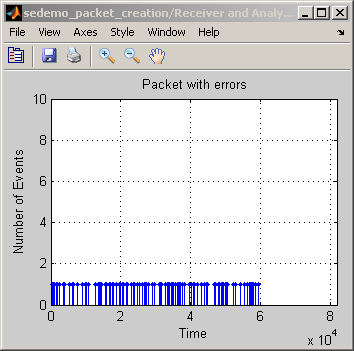 sedemo_packet_creation/Receiver and Analy...
File View Axes Style Window Help
Packet with errors
10
8
6
4
2
0
Number of Events
0 2 4 6 8
x 10^4
Time